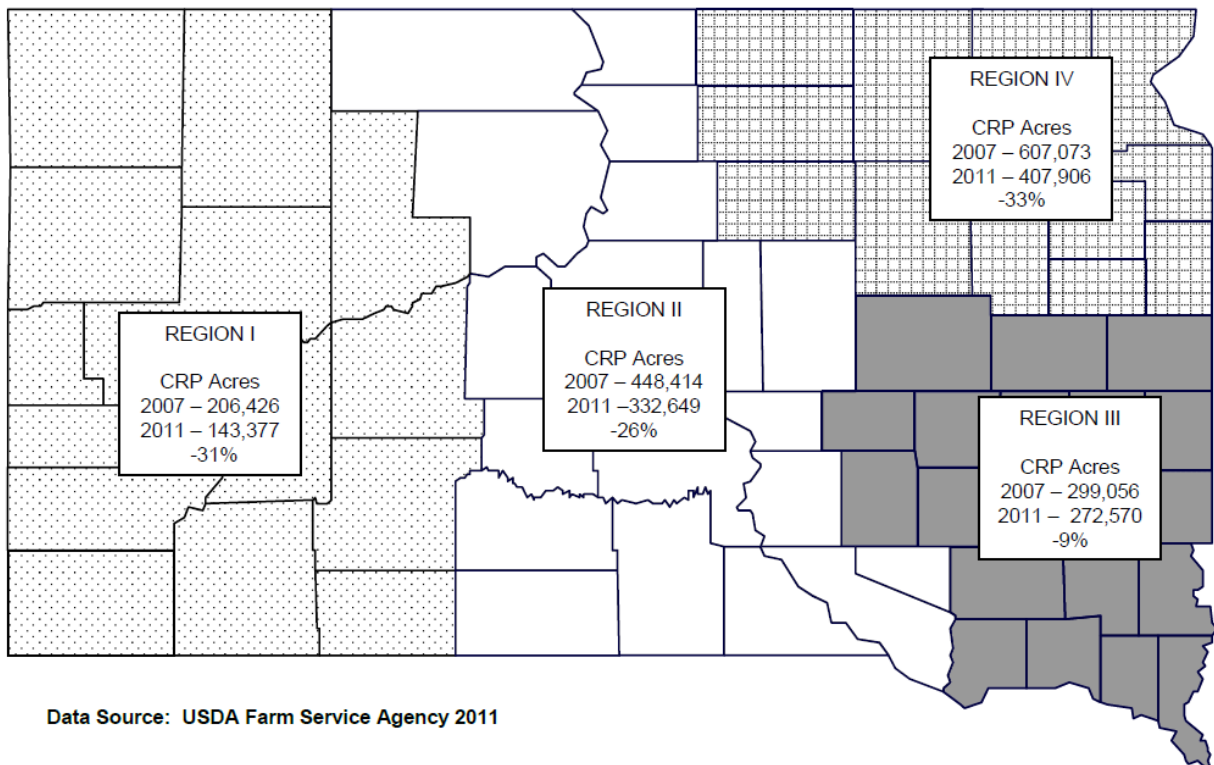 REGION IV
CRP Acres
2007 – 607,073
2011 – 407,906
-33%
REGION II
CRP Acres
2007 – 448,414
2011 –332,649
-26%
REGION I
CRP Acres
2007 – 206,426
2011 – 143,377
-31%
REGION III
CRP Acres
2007 – 299,056
2011 –  272,570
-9%
Data Source:  USDA Farm Service Agency 2011